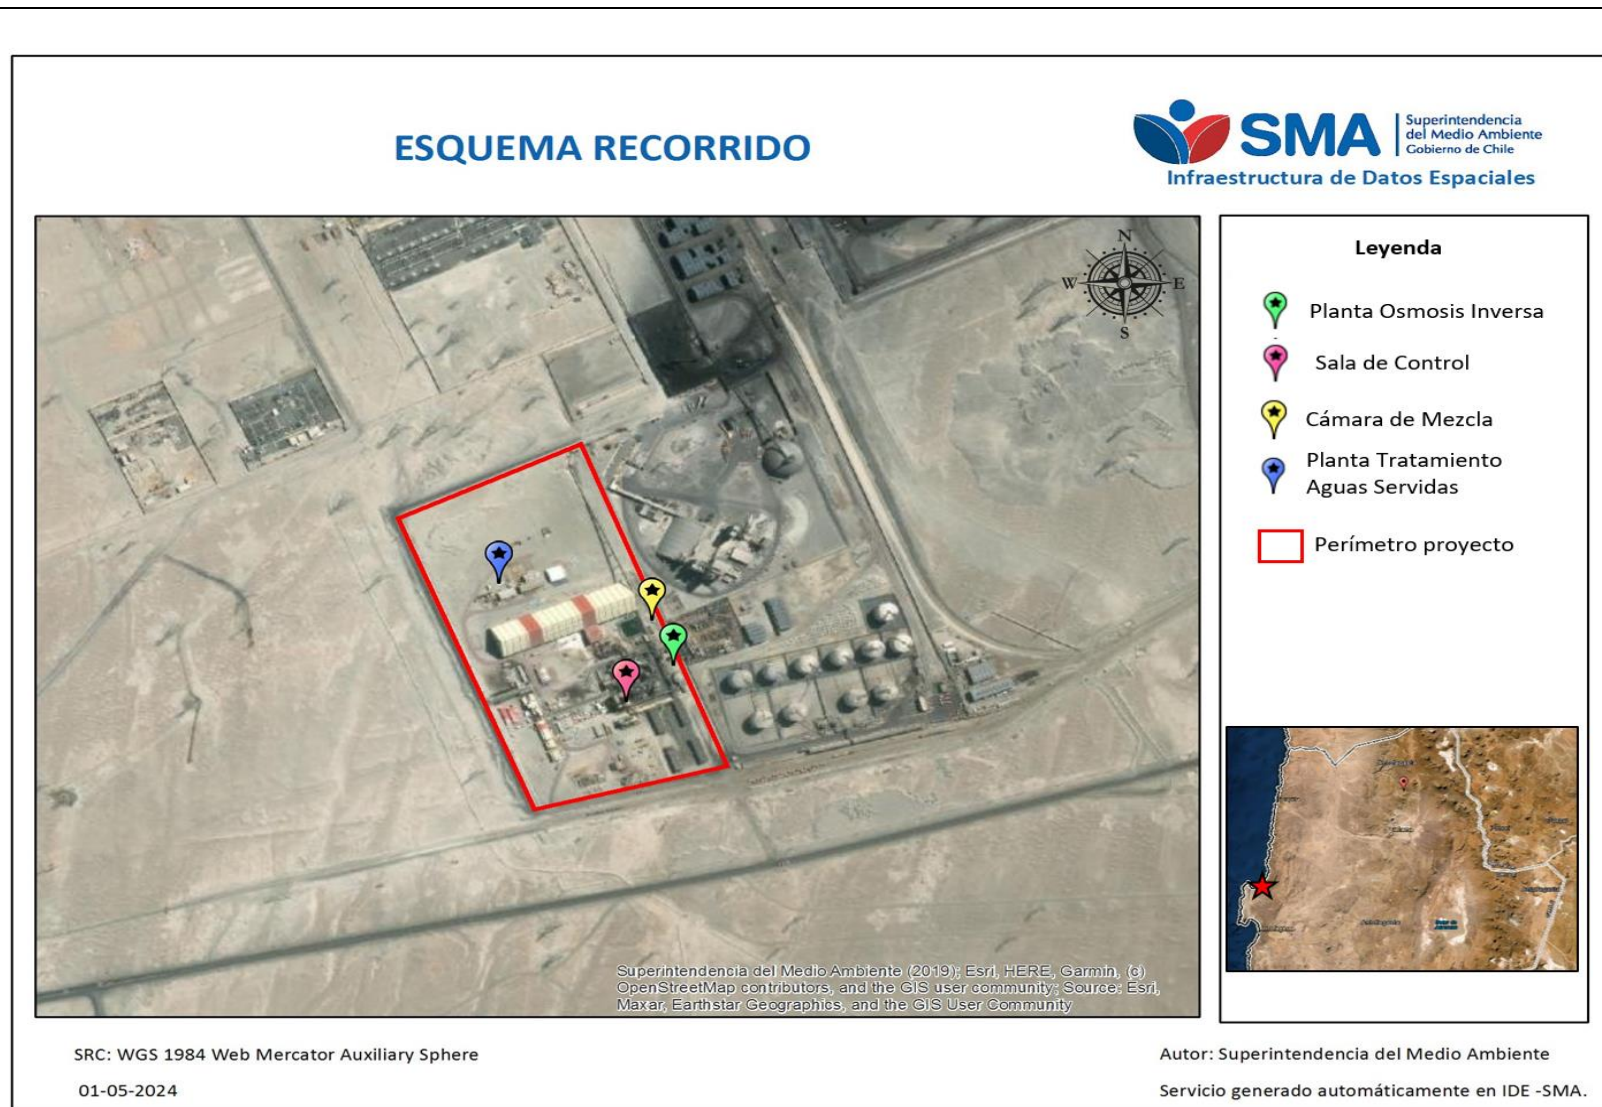 ESQUEMA RECORRIDO
SMA
Superintendencia
del Medio Ambiente
Gobierno de Chile
Infraestructura de Datos Espaciales
N
W
E
S
Leyenda
Planta Osmosis Inversa
Sala de Control
Cámara de Mezcla
Planta Tratamiento
Aguas Servidas
Perímetro proyecto
Superintendencia del Medio Ambiente (2019); Esri, HERE, Garmin, (c)
OpenStreetMap contributors, and the GIS user community; Source: Esri,
Maxar, Earthstar Geographics, and the GIS User Community
SRC: WGS 1984 Web Mercator Auxiliary Sphere
01-05-2024
Autor: Superintendencia del Medio Ambiente
Servicio generado automáticamente en IDE -SMA.